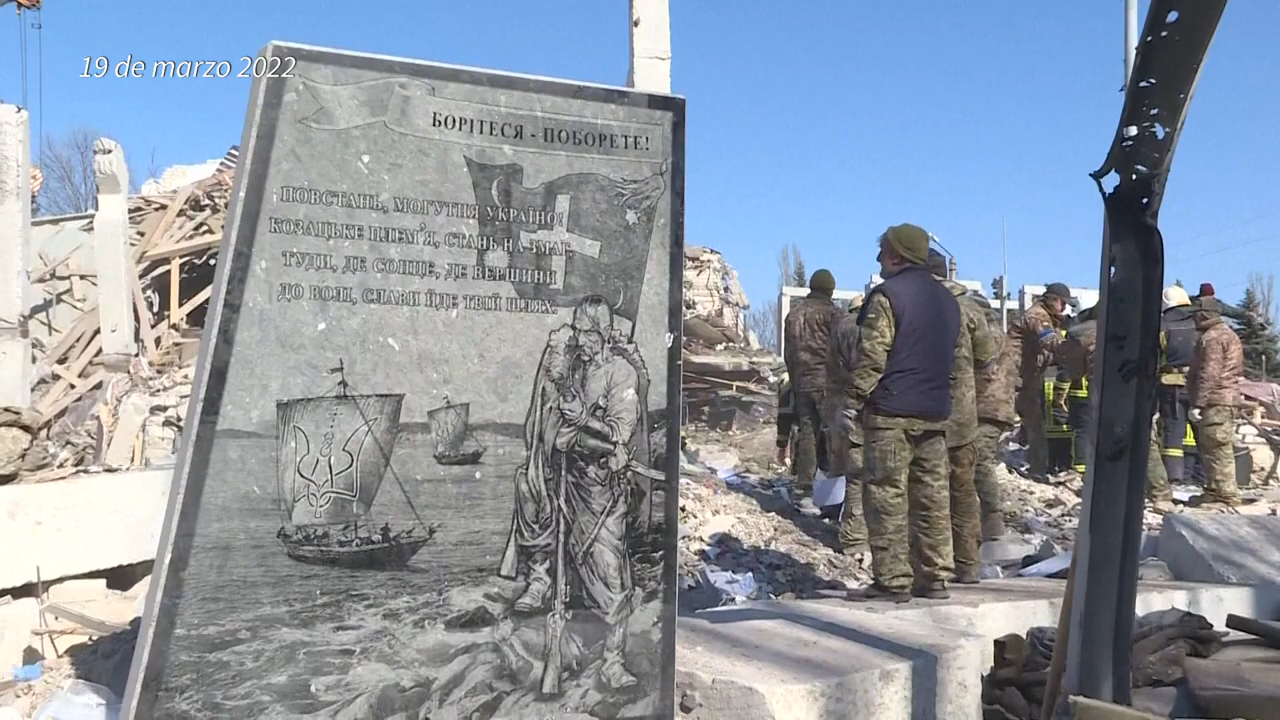 19 de marzo 2022
БОРІТЕСЯ - ПОБОРЕТЕ!
ПОВСТАНЬ, МОГУТНЯ УКРАЇНО!
КОЗАЦЬКЕ ПЛЕМ'Я, СТАНЬ НА ЗМАГ,
ТУДИ, ДЕ СОНЦЕ, ДЕ ВЕРШИНИ
ДО ВОЛІ, СЛАВИ ЙДЕ ТВІЙ ШЛЯХ.